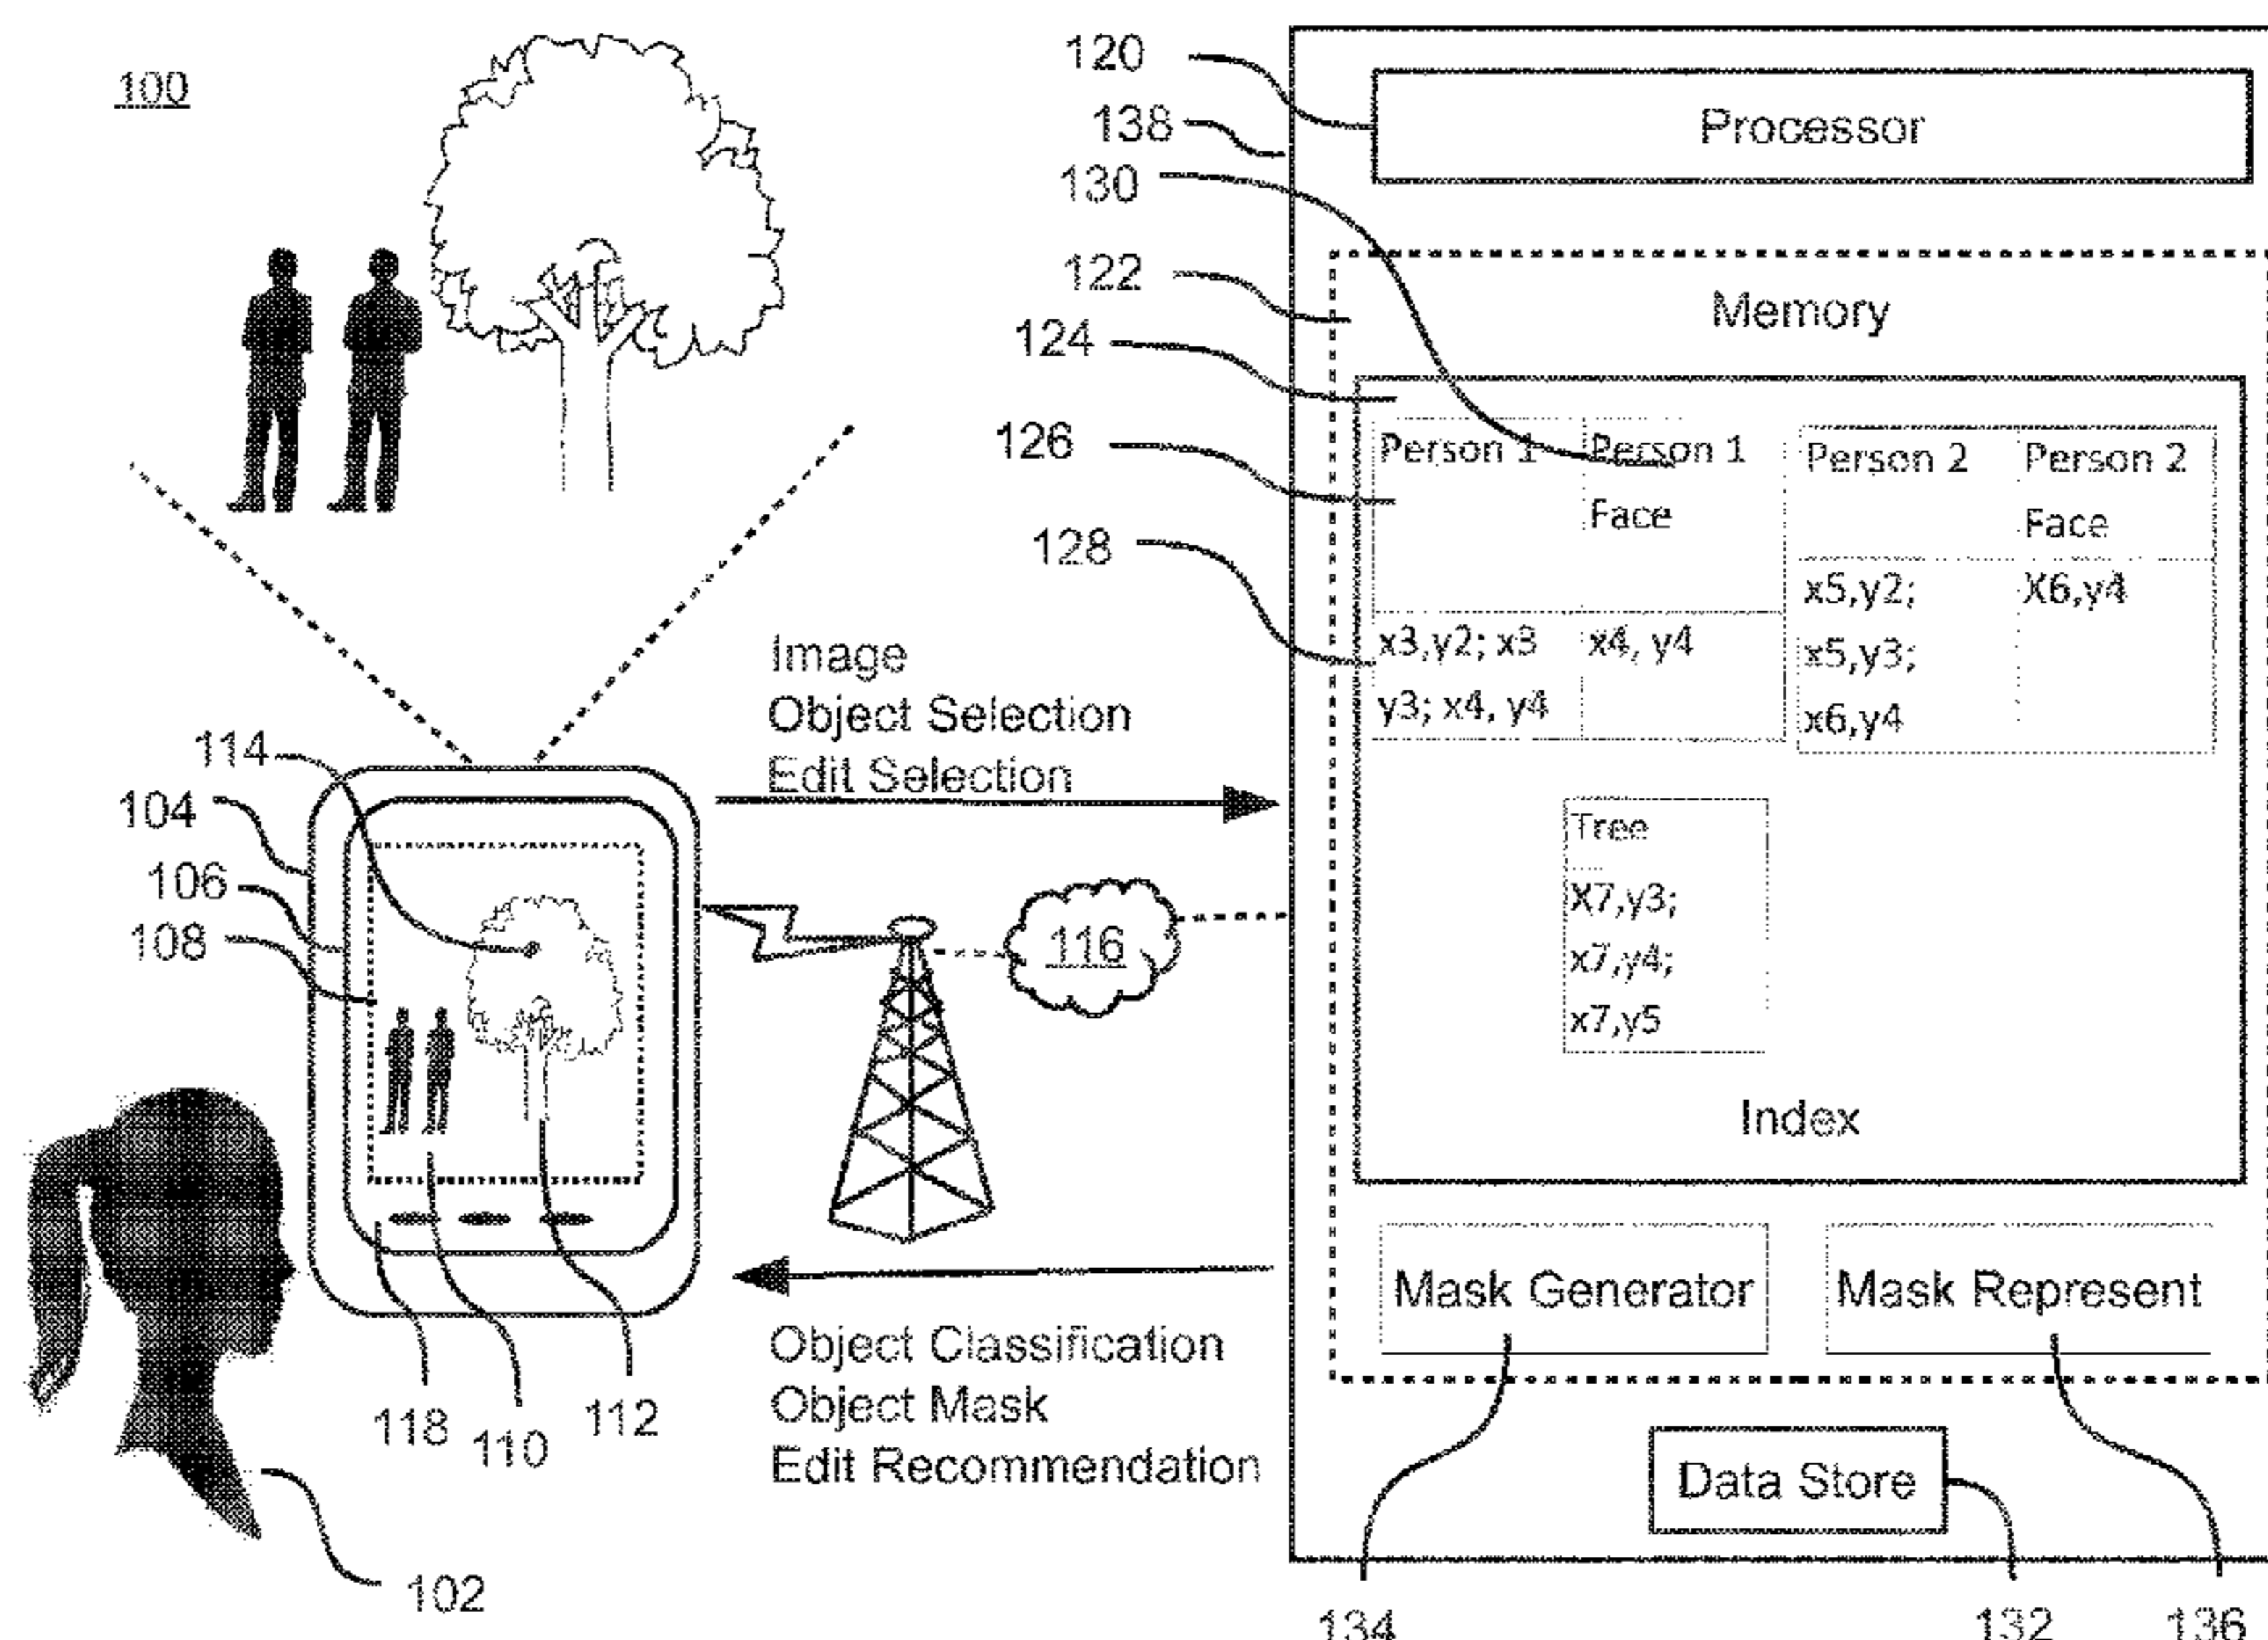 100
120
138
130
122
124
126
128
Processor
Memory
Person 1
Person 1
Face
x3,y2; x3
y3; x4, y4
x4, y4
Person 2
Person 2
Face
x5,y2;
x5,y3;
x6,y4
X6,y4
Tree
X7,y3;
x7,y4;
x7,y5
Index
Mask Generator
Mask Represent
Data Store
134
132
136
Image
Object Selection
Edit Selection
114
104
106
108
116
118
110
112
102
Object Classification
Object Mask
Edit Recommendation